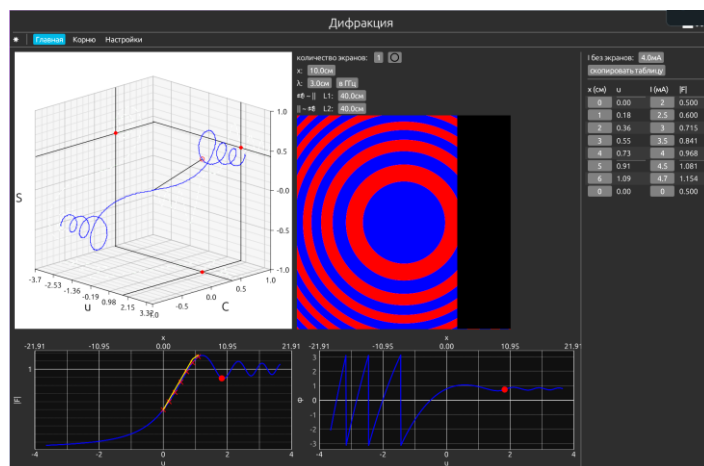 Дифракция
Главная Корню Настройки
количество экранов: 1
x: 10.0см
λ: 3.0см в ГГц
L1: 40.0см
L2: 40.0см
I без экранов: 4.0мА
скопировать таблицу
x (см) u I (мА) |F|
0 0.00 2 0.500
1 0.18 2.5 0.600
2 0.36 3 0.715
3 0.55 3.5 0.841
4 0.73 4 0.968
5 0.91 4.5 1.081
6 1.09 4.7 1.154
0 0.00 0 0.500
1.0
0.5
-0.0
-0.5
-1.0
S
-3.7 -2.53 -1.36 -0.19 0.98 2.15
u
-0.5 0.0 0.5 1.0
C
x
-21.91 -10.95 0.00 10.95 21.91
1
|F|
-4 -2 0 2 4
u
x
-21.91 -10.95 0.00 10.95 21.91
3
2
1
0
-1
-2
-3
φ
-4 -2 0 2 4
u